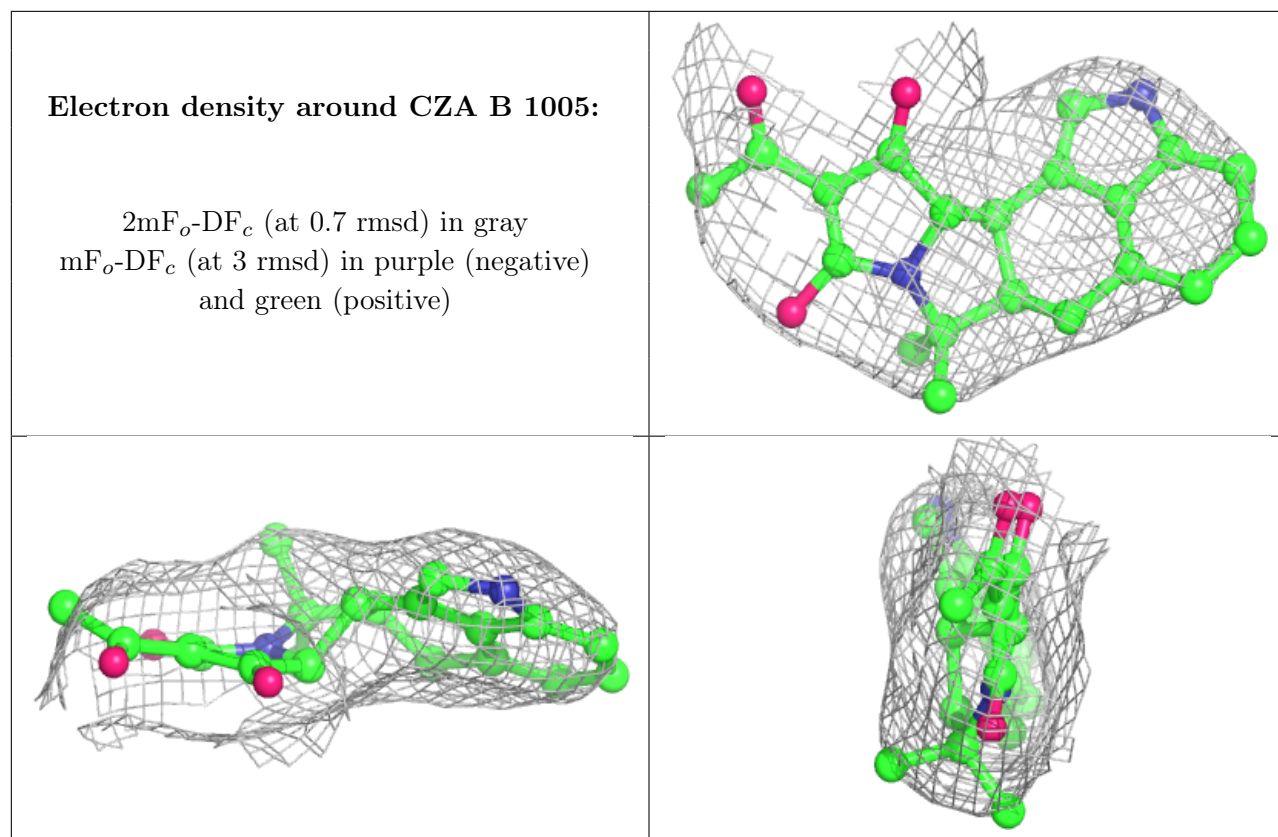 Electron density around CZA B 1005:
2mFₒ-DF𝒸 (at 0.7 rmsd) in gray
mFₒ-DF𝒸 (at 3 rmsd) in purple (negative)
and green (positive)